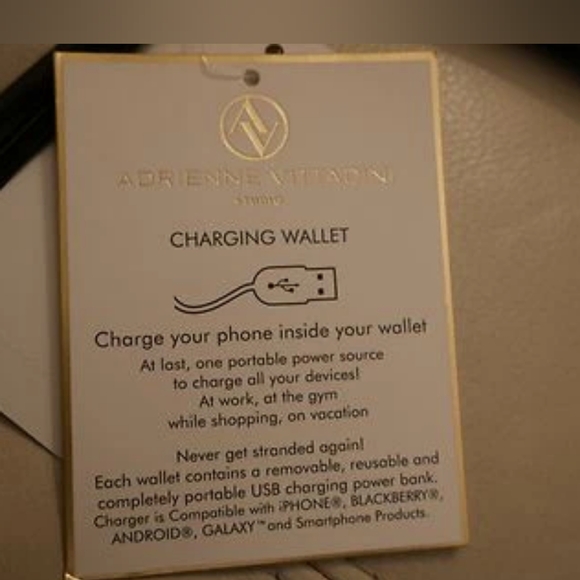 AV
ADRIENNE VITTADINI
STUDIO
CHARGING WALLET
Charge your phone inside your wallet
At last, one portable power source
to charge all your devices!
At work, at the gym
while shopping, on vacation
Never get stranded again!
Each wallet contains a removable, reusable and
completely portable USB charging power bank.
Charger is Compatible with iPHONE®, BLACKBERRY®,
ANDROID®, GALAXY™ and Smartphone Products.